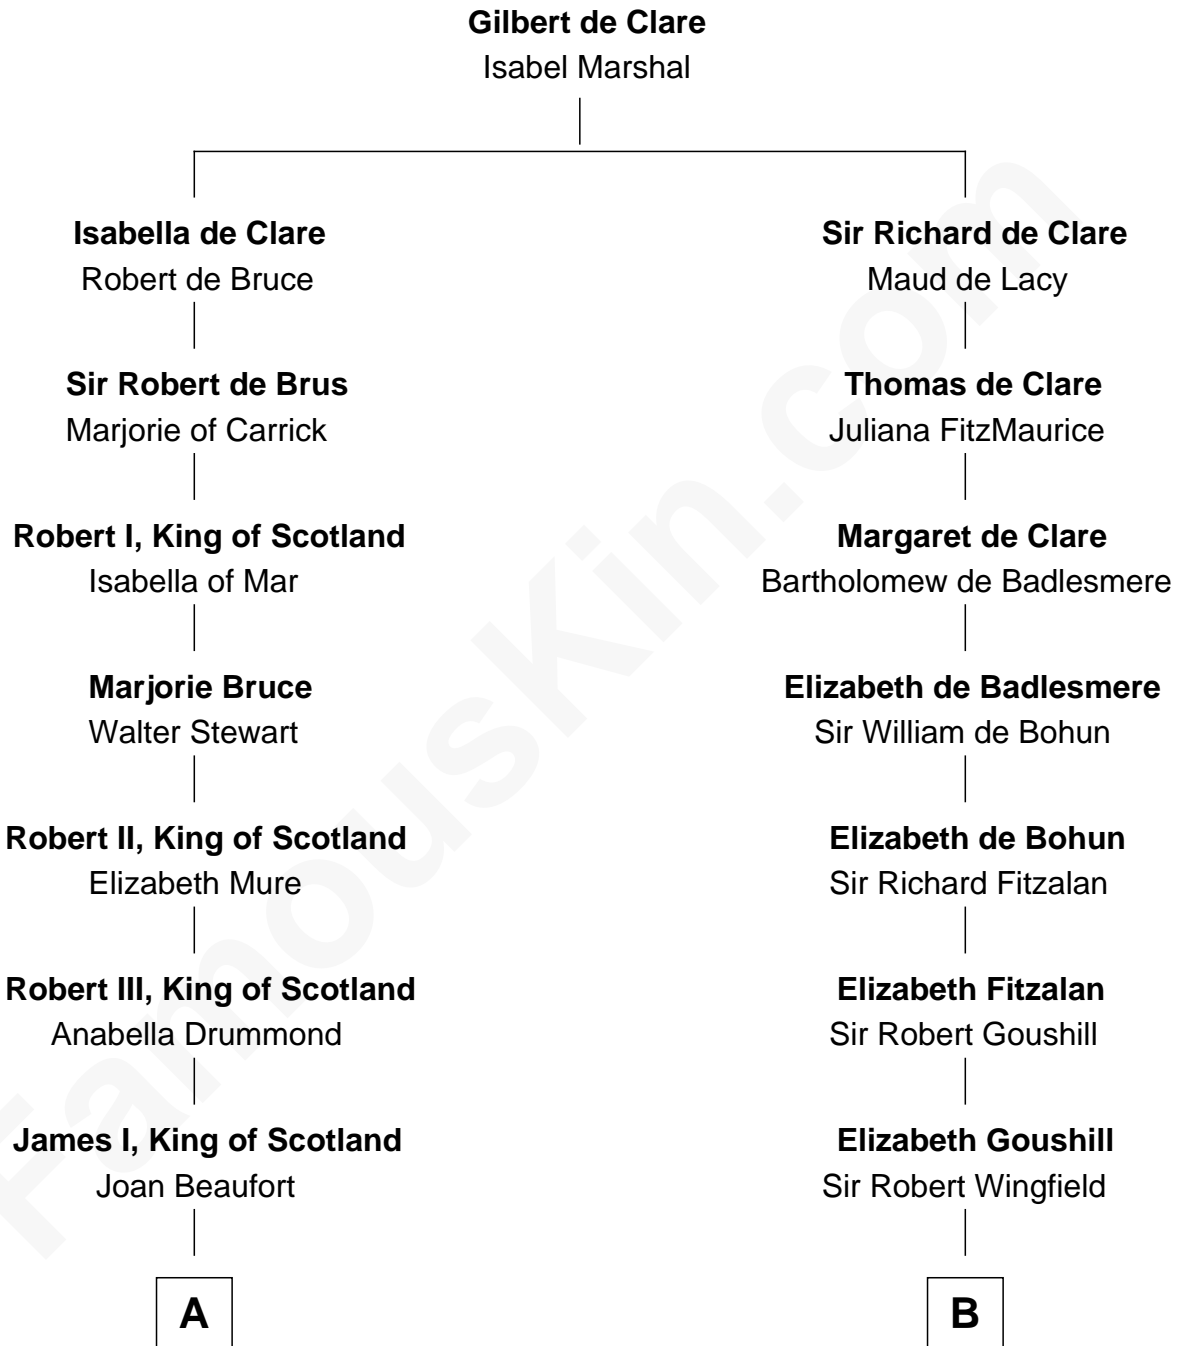 Gilbert de Clare
Isabel Marshal
Isabella de Clare
Robert de Bruce
Sir Richard de Clare
Maud de Lacy
Sir Robert de Brus
Marjorie of Carrick
Thomas de Clare
Juliana FitzMaurice
Robert I, King of Scotland
Isabella of Mar
Margaret de Clare
Bartholomew de Badlesmere
Marjorie Bruce
Walter Stewart
Elizabeth de Badlesmere
Sir William de Bohun
Robert II, King of Scotland
Elizabeth Mure
Elizabeth de Bohun
Sir Richard Fitzalan
Robert III, King of Scotland
Anabella Drummond
Elizabeth Fitzalan
Sir Robert Goushill
James I, King of Scotland
Joan Beaufort
Elizabeth Goushill
Sir Robert Wingfield
A
B
FamousKin.com